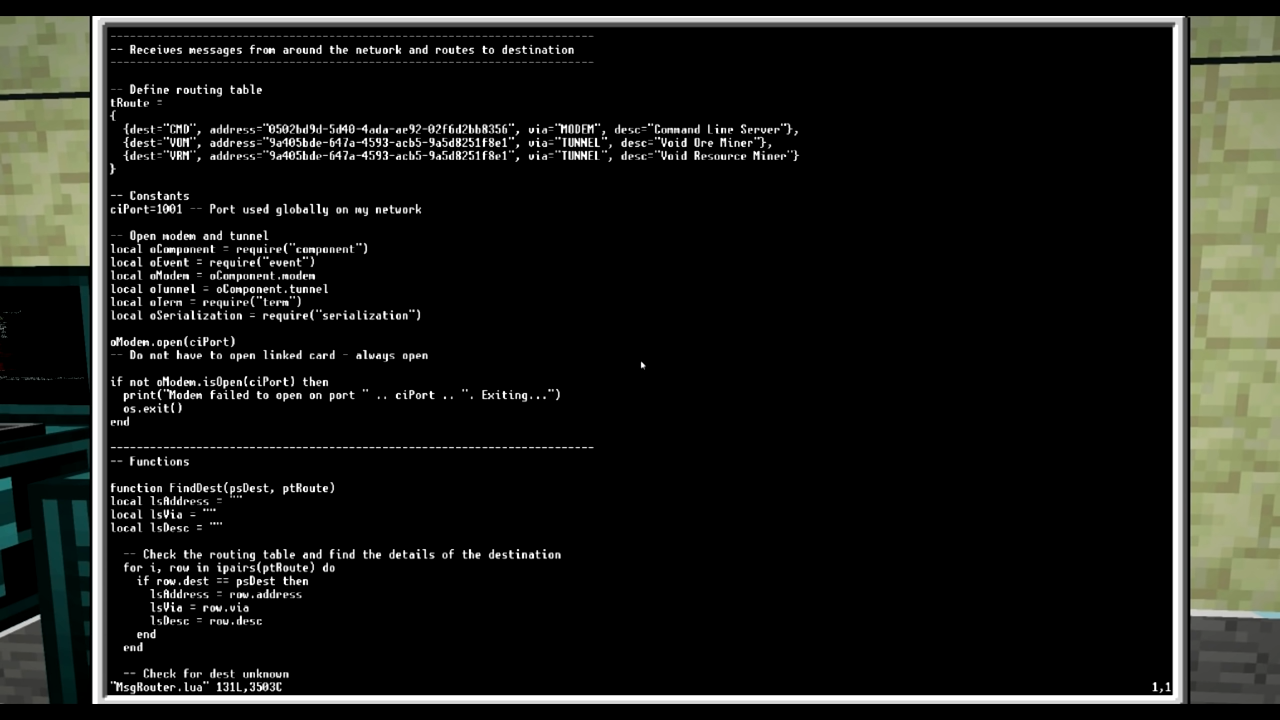 -----------------------------------------------------------------------
-- Receives messages from around the network and routes to destination
-----------------------------------------------------------------------
-- Define routing table
tRoute =
{
  {dest="CMD", address="0502bd9d-5d40-4ada-ae92-02f6d2bb8356", via="MODEM", desc="Command Line Server"},
  {dest="VOM", address="9a405bde-647a-4593-acb5-9a5d8251f8e1", via="TUNNEL", desc="Void Ore Miner"},
  {dest="VRM", address="9a405bde-647a-4593-acb5-9a5d8251f8e1", via="TUNNEL", desc="Void Resource Miner"}
}
-- Constants
ciPort=1001 -- Port used globally on my network
-- Open modem and tunnel
local oComponent = require("component")
local oEvent = require("event")
local oModem = oComponent.modem
local oTunnel = oComponent.tunnel
local oTerm = require("term")
local oSerialization = require("serialization")
oModem.open(ciPort)
-- Do not have to open linked card - always open
if not oModem.isOpen(ciPort) then
  print("Modem failed to open on port " .. ciPort .. ". Exiting...")
  os.exit()
end
-----------------------------------------------------------------------
-- Functions
function FindDest(psDest, ptRoute)
local lsAddress = ""
local lsVia = ""
local lsDesc = ""
  -- Check the routing table and find the details of the destination
  for i, row in ipairs(ptRoute) do
    if row.dest == psDest then
      lsAddress = row.address
      lsVia = row.via
      lsDesc = row.desc
    end
  end
  -- Check for dest unknown
"MsgRouter.lua" 131L,3503C 1,1